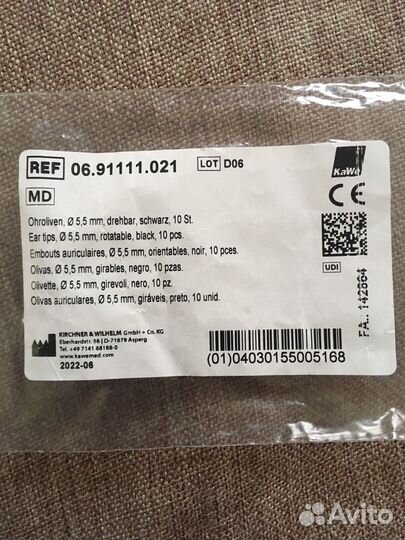 REF 06.91111.021 LOT D06
KaWe
MD
CE
Ohroliven, Ø 5,5 mm, drehbar, schwarz, 10 St.
Ear tips, Ø 5,5 mm, rotatable, black, 10 pcs.
Embouts auriculaires, Ø 5,5 mm, orientables, noir, 10 pces.
Olivas, Ø 5,5 mm, girables, negro, 10 pzas.
Olivette, Ø 5,5 mm, girevoli, nero, 10 pz.
Olivas auriculares, Ø 5,5 mm, giráveis, preto, 10 unid.
UDI
FA.: 142864
KIRCHNER & WILHELM GmbH + Co. KG
Eberhardstr. 56 | D-71679 Asperg
Tel. +49 7141 68188-0
www.kawemed.com
2022-06
(01)04030155005168
Avito